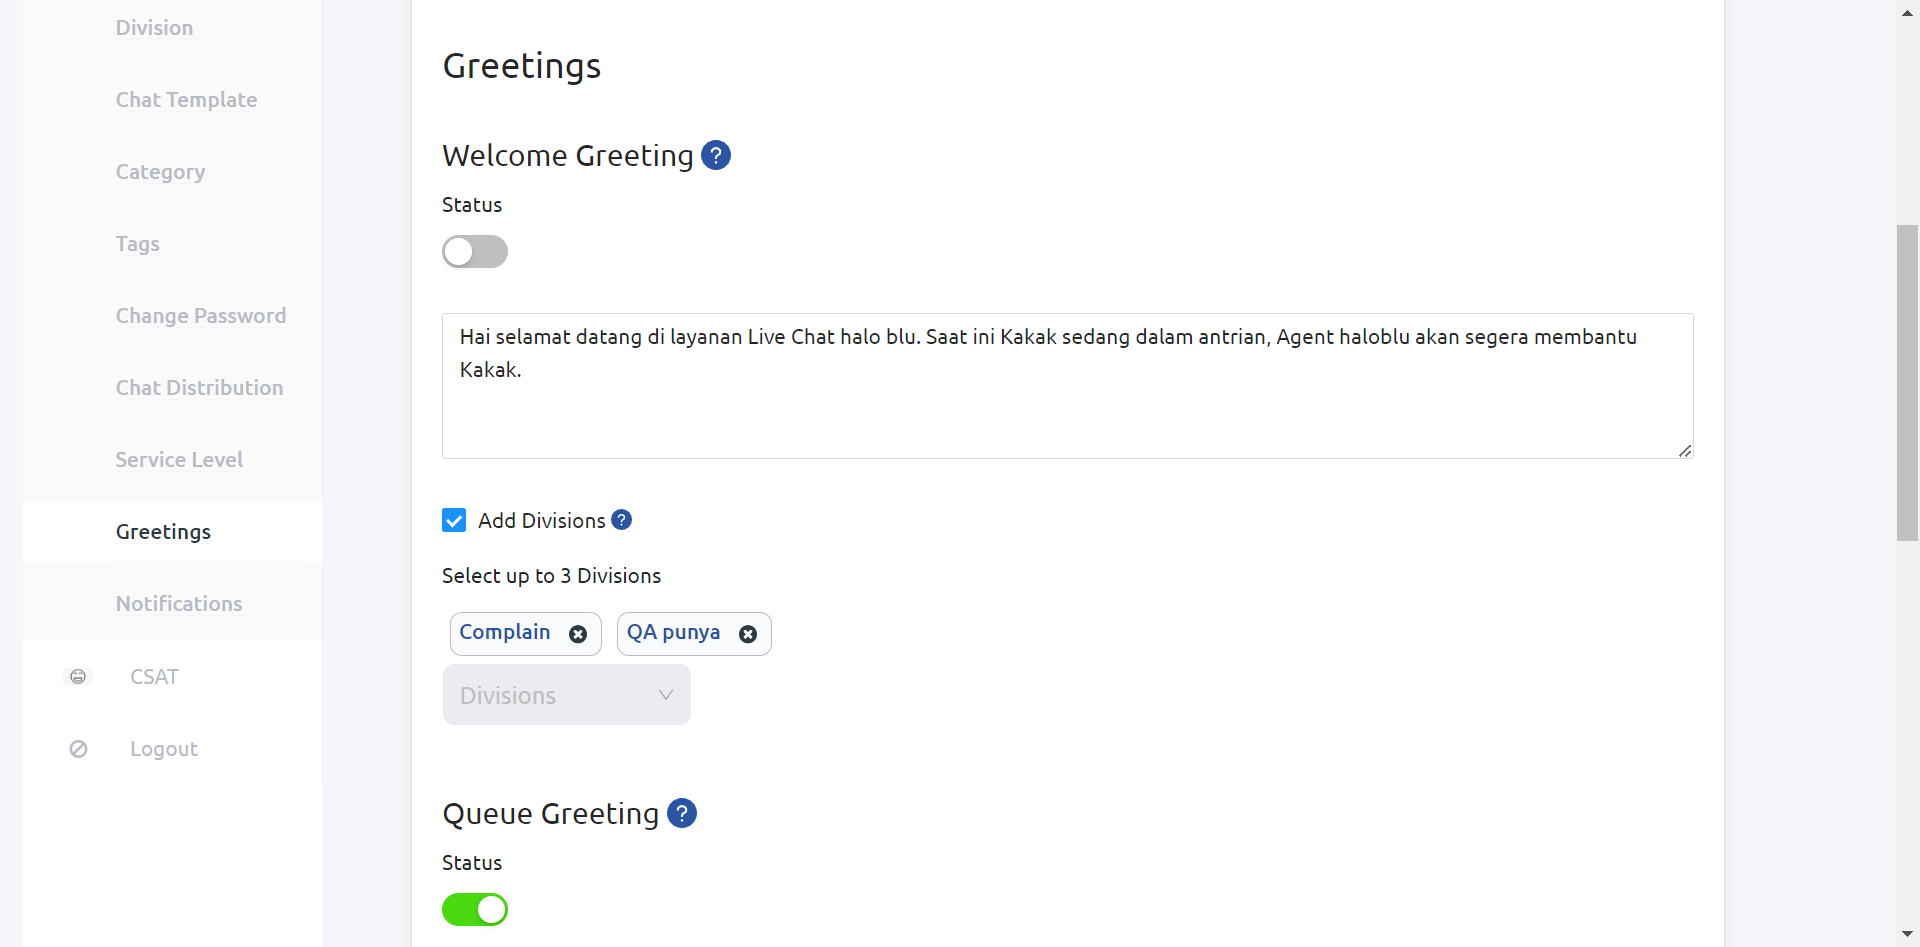 Division
Chat Template
Category
Tags
Change Password
Chat Distribution
Service Level
Greetings
Notifications
CSAT
Logout
Greetings
Welcome Greeting ?
Status
Hai selamat datang di layanan Live Chat halo blu. Saat ini Kakak sedang dalam antrian, Agent haloblu akan segera membantu
Kakak.
Add Divisions ?
Select up to 3 Divisions
Complain
QA punya
Divisions
Queue Greeting ?
Status